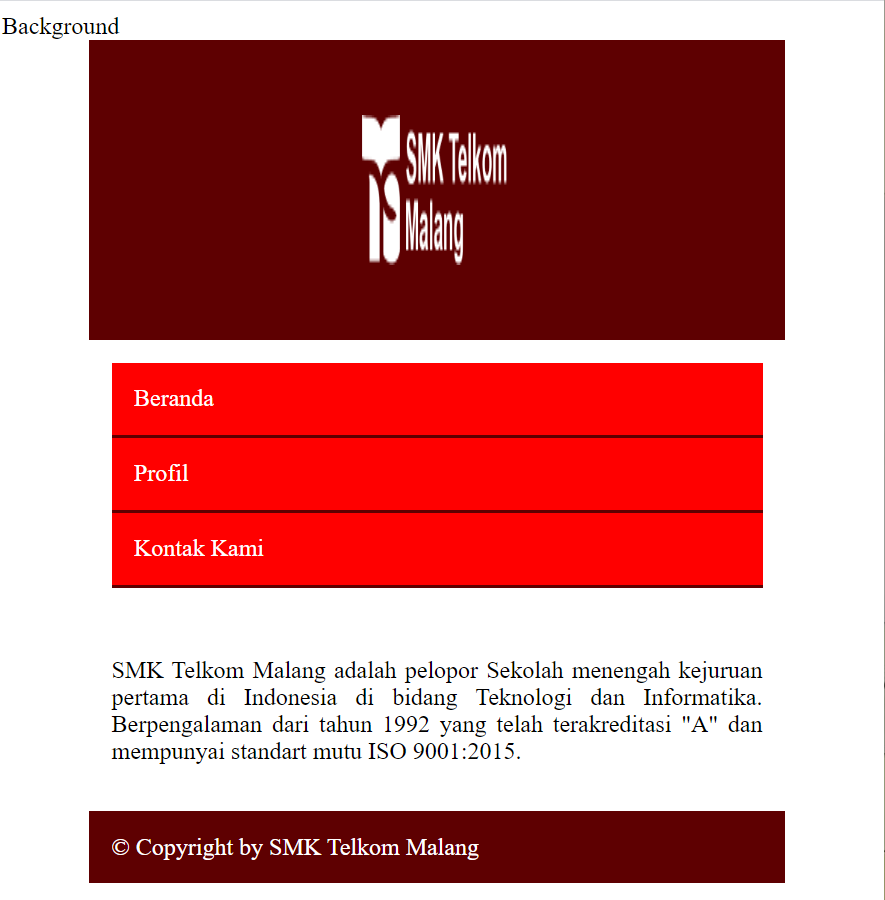 Background
SMK Telkom
Malang
Beranda
Profil
Kontak Kami
SMK Telkom Malang adalah pelopor Sekolah menengah kejuruan
pertama di Indonesia di bidang Teknologi dan Informatika.
Berpengalaman dari tahun 1992 yang telah terakreditasi "A" dan
mempunyai standart mutu ISO 9001:2015.
© Copyright by SMK Telkom Malang